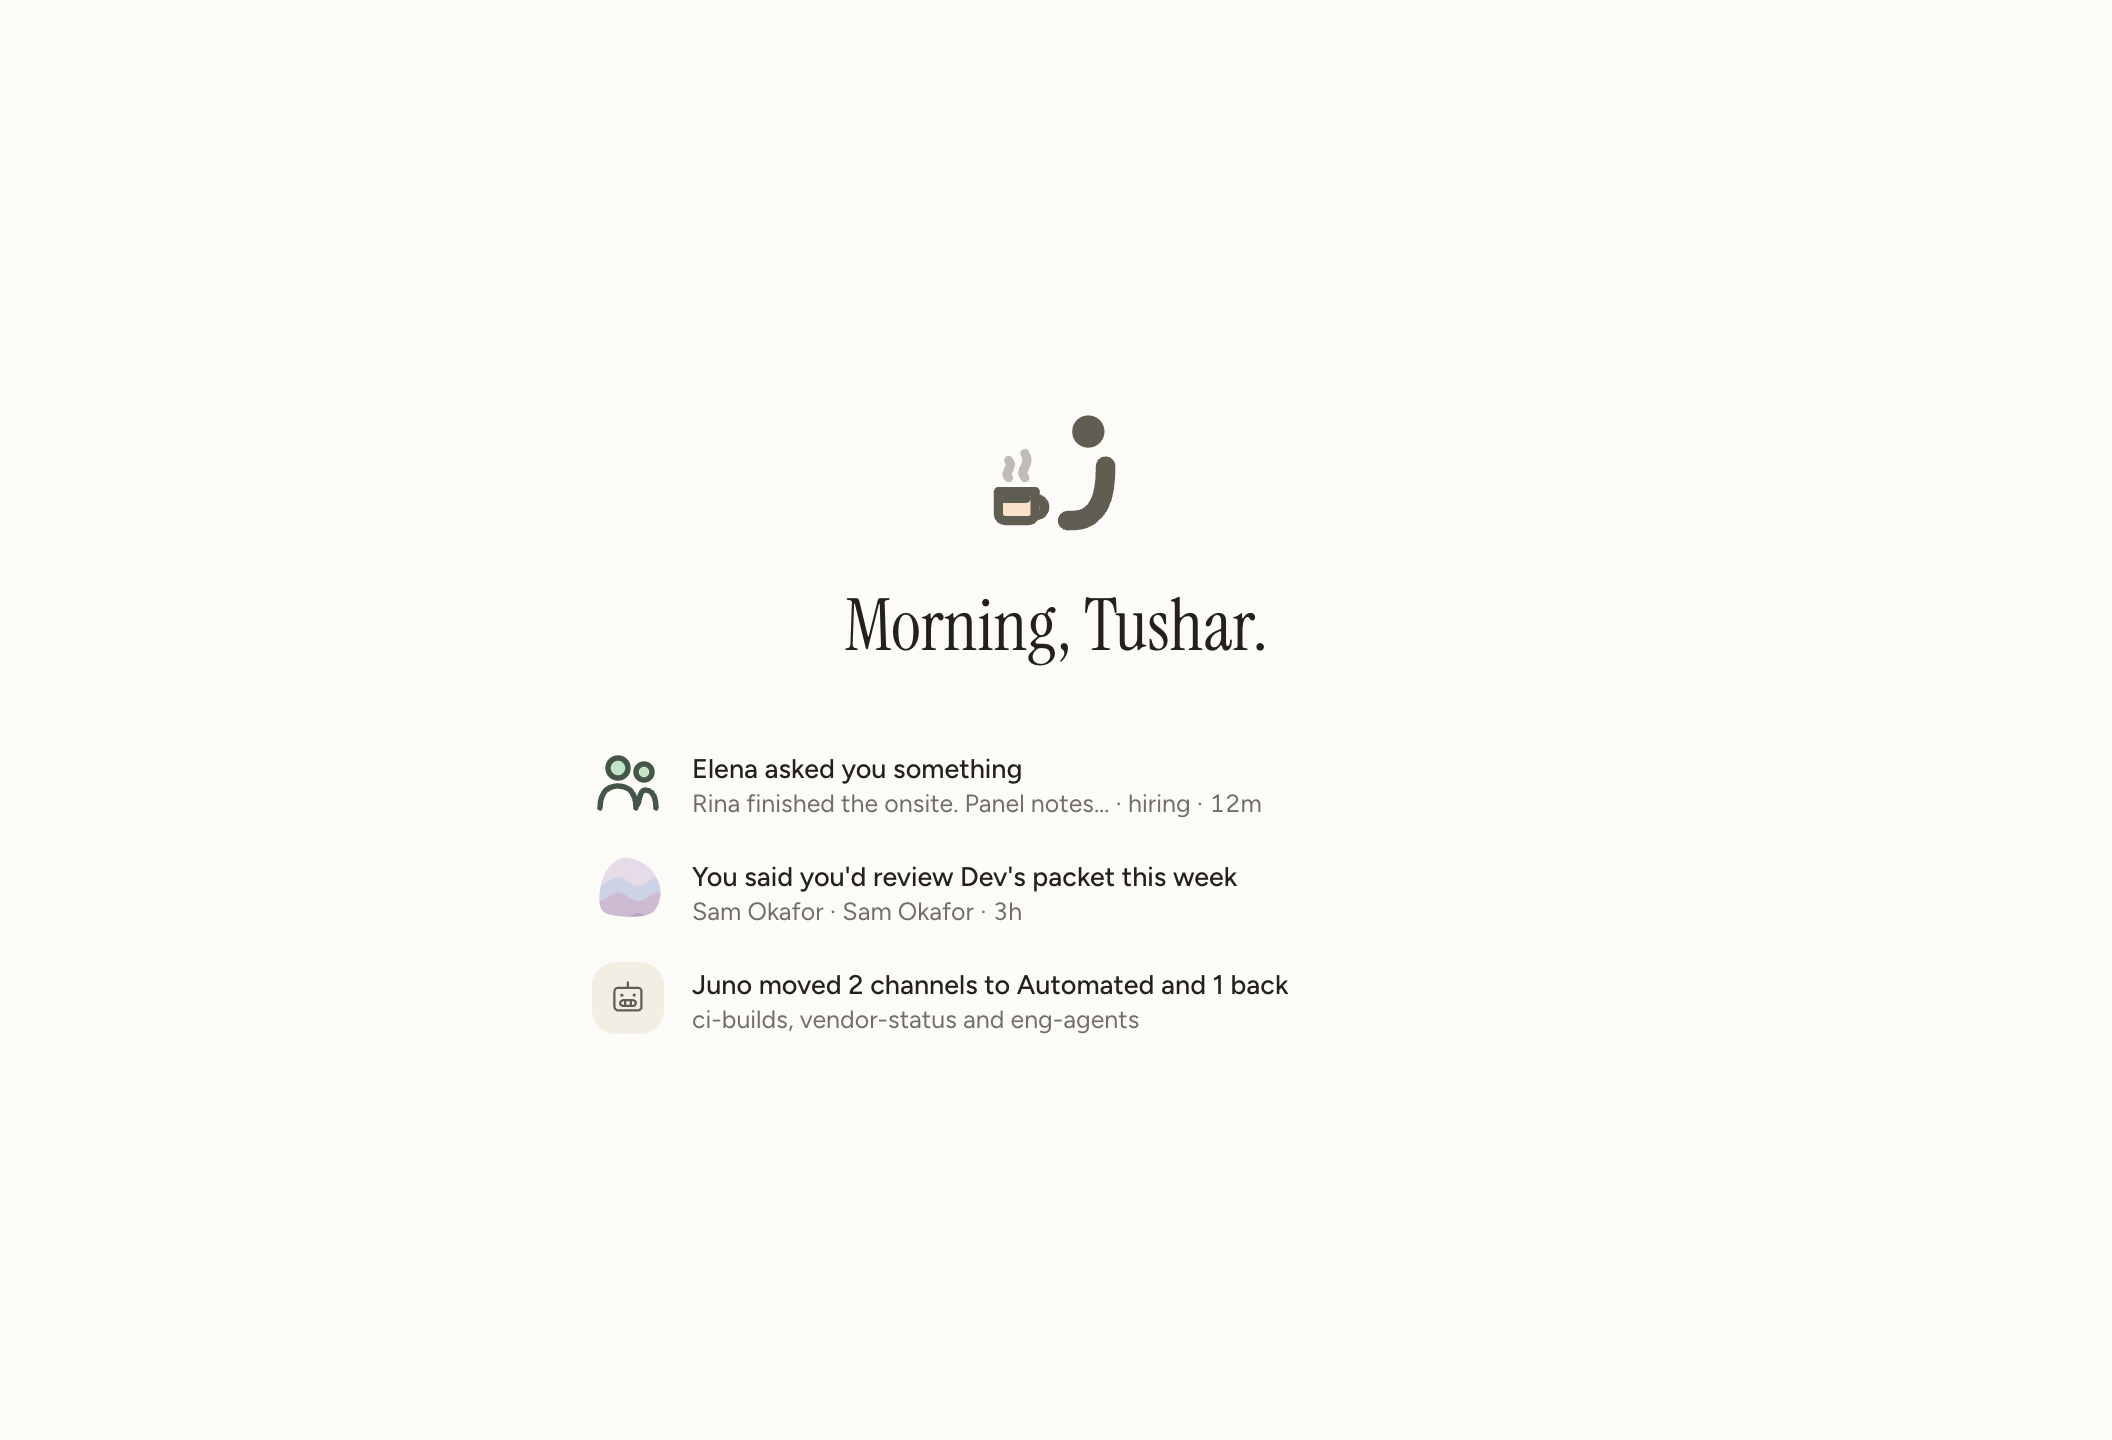 Morning, Tushar.
Elena asked you something
Rina finished the onsite. Panel notes... · hiring · 12m
You said you'd review Dev's packet this week
Sam Okafor · Sam Okafor · 3h
Juno moved 2 channels to Automated and 1 back
ci-builds, vendor-status and eng-agents